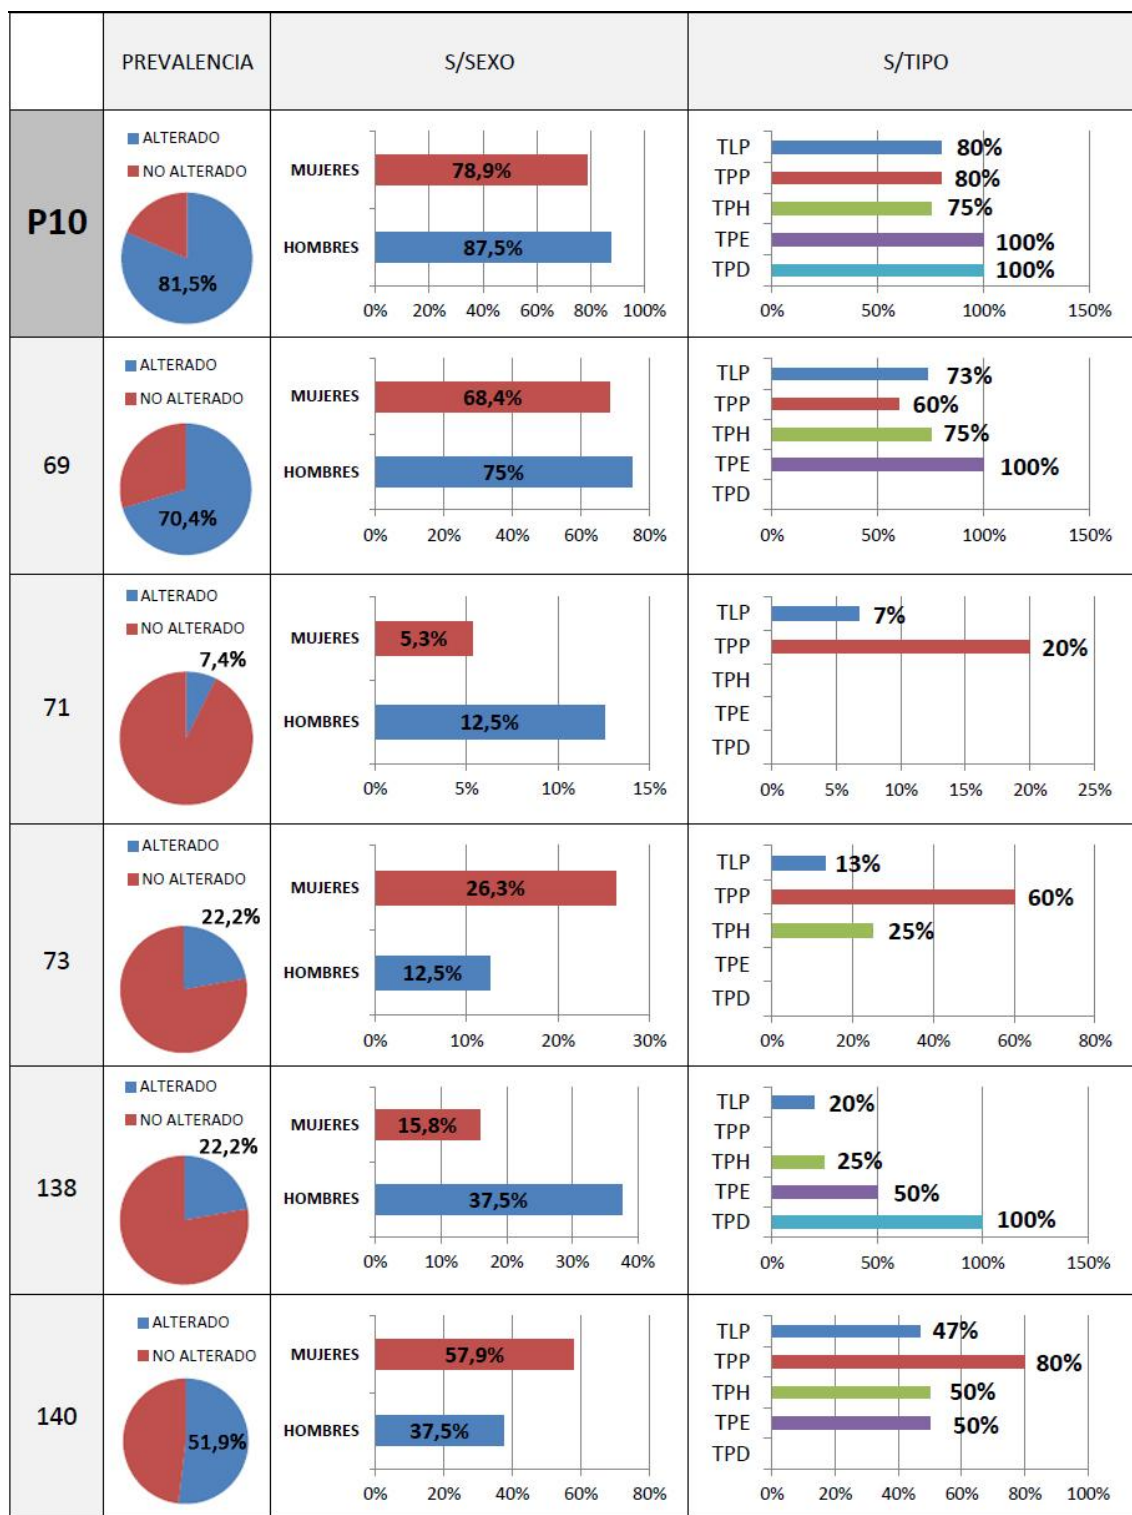 PREVALENCIA
S/SEXO
S/TIPO
P10
ALTERADO
NO ALTERADO
81,5%
MUJERES
78,9%
HOMBRES
87,5%
0% 20% 40% 60% 80% 100%
TLP 80%
TPP 80%
TPH 75%
TPE 100%
TPD 100%
0% 50% 100% 150%
69
ALTERADO
NO ALTERADO
70,4%
MUJERES
68,4%
HOMBRES
75%
0% 20% 40% 60% 80%
TLP 73%
TPP 60%
TPH 75%
TPE 100%
TPD
0% 50% 100% 150%
71
ALTERADO
NO ALTERADO
7,4%
MUJERES
5,3%
HOMBRES
12,5%
0% 5% 10% 15%
TLP 7%
TPP 20%
TPH
TPE
TPD
0% 5% 10% 15% 20% 25%
73
ALTERADO
NO ALTERADO
22,2%
MUJERES
26,3%
HOMBRES
12,5%
0% 10% 20% 30%
TLP 13%
TPP 60%
TPH 25%
TPE
TPD
0% 20% 40% 60% 80%
138
ALTERADO
NO ALTERADO
22,2%
MUJERES
15,8%
HOMBRES
37,5%
0% 10% 20% 30% 40%
TLP 20%
TPP
TPH 25%
TPE 50%
TPD 100%
0% 50% 100% 150%
140
ALTERADO
NO ALTERADO
51,9%
MUJERES
57,9%
HOMBRES
37,5%
0% 20% 40% 60% 80%
TLP 47%
TPP 80%
TPH 50%
TPE 50%
TPD
0% 20% 40% 60% 80% 100%